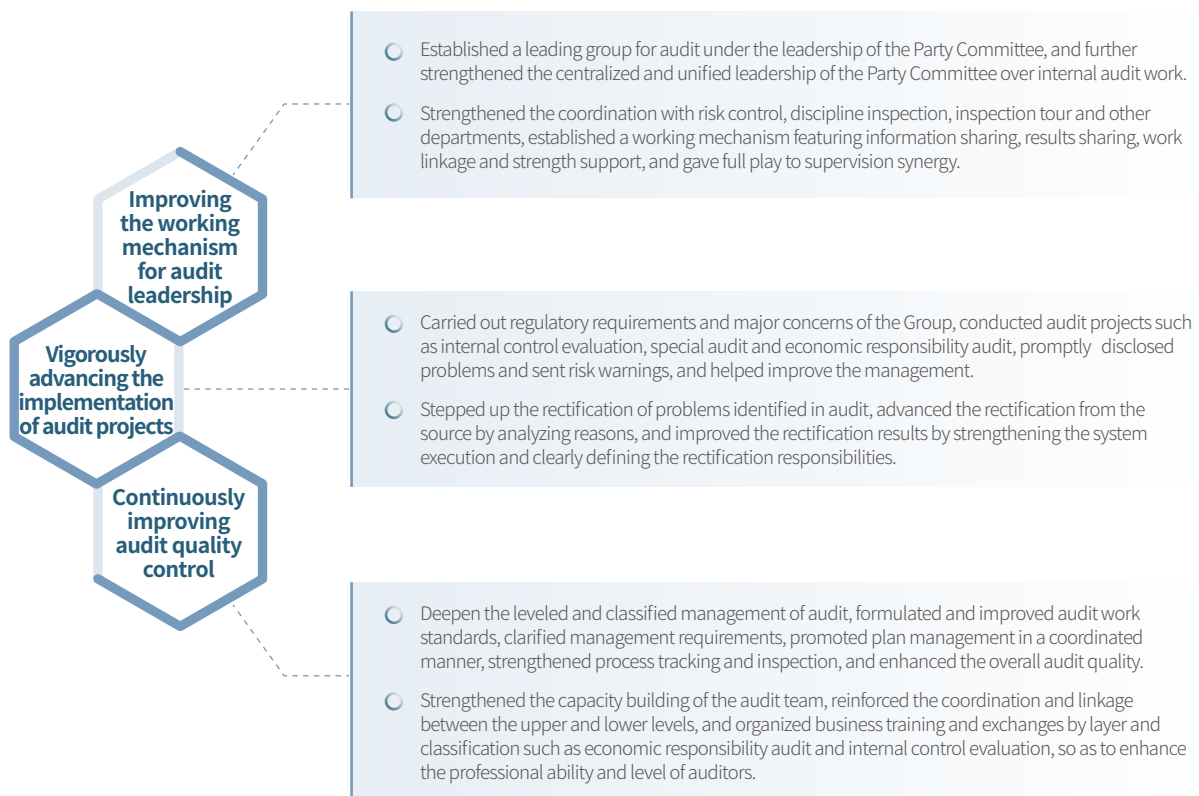 Improving
the working
mechanism
for audit
leadership
Established a leading group for audit under the leadership of the Party Committee, and further
strengthened the centralized and unified leadership of the Party Committee over internal audit work.
Strengthened the coordination with risk control, discipline inspection, inspection tour and other
departments, established a working mechanism featuring information sharing, results sharing, work
linkage and strength support, and gave full play to supervision synergy.
Vigorously
advancing the
implementation
of audit projects
Carried out regulatory requirements and major concerns of the Group, conducted audit projects such
as internal control evaluation, special audit and economic responsibility audit, promptly disclosed
problems and sent risk warnings, and helped improve the management.
Stepped up the rectification of problems identified in audit, advanced the rectification from the
source by analyzing reasons, and improved the rectification results by strengthening the system
execution and clearly defining the rectification responsibilities.
Continuously
improving
audit quality
control
Deepen the leveled and classified management of audit, formulated and improved audit work
standards, clarified management requirements, promoted plan management in a coordinated
manner, strengthened process tracking and inspection, and enhanced the overall audit quality.
Strengthened the capacity building of the audit team, reinforced the coordination and linkage
between the upper and lower levels, and organized business training and exchanges by layer and
classification such as economic responsibility audit and internal control evaluation, so as to enhance
the professional ability and level of auditors.